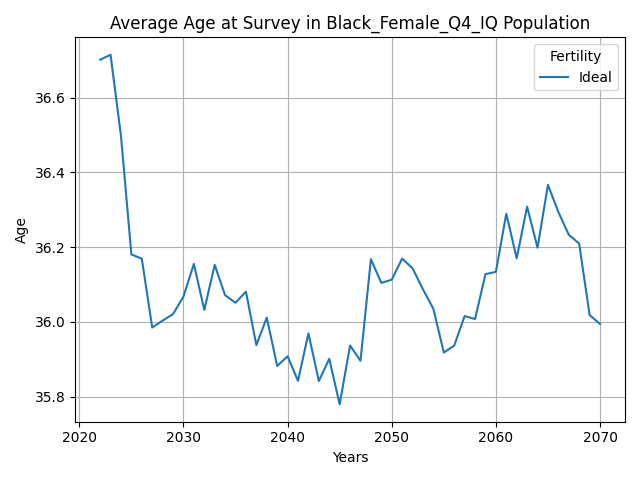 Average Age at Survey in Black_Female_Q4_IQ Population
Fertility
Ideal
Age
36.6
36.4
36.2
36.0
35.8
2020 2030 2040 2050 2060 2070
Years